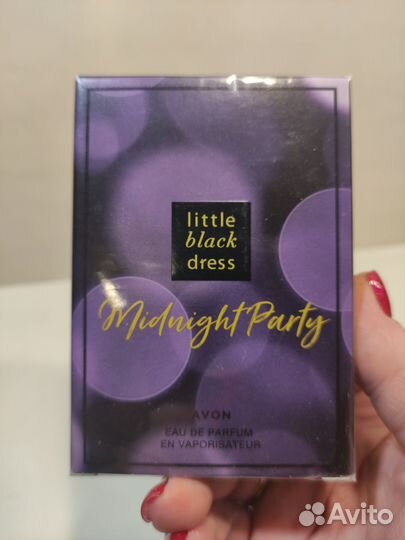 little
black
dress
Midnight Party
AVON
EAU DE PARFUM
EN VAPORISATEUR
Avito